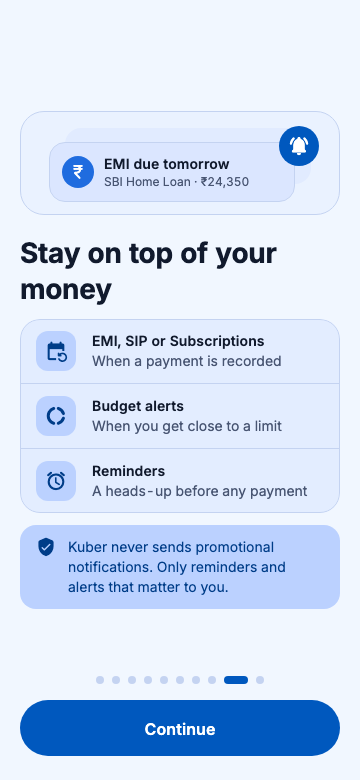 ₹
EMI due tomorrow
SBI Home Loan · ₹24,350
Stay on top of your
money
EMI, SIP or Subscriptions
When a payment is recorded
Budget alerts
When you get close to a limit
Reminders
A heads-up before any payment
Kuber never sends promotional
notifications. Only reminders and
alerts that matter to you.
Continue